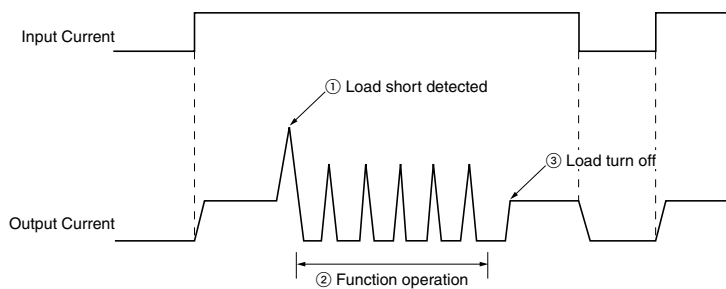 Input Current
① Load short detected
③ Load turn off
Output Current
② Function operation